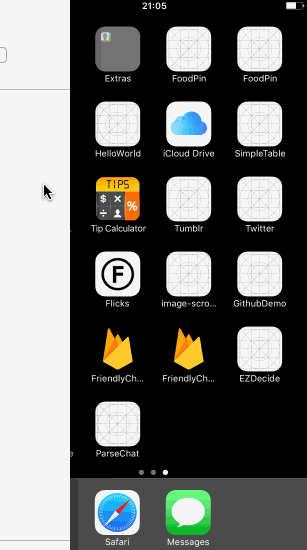 21:05
Extras FoodPin FoodPin
HelloWorld iCloud Drive SimpleTable
TIPS
$ %
Tip Calculator Tumblr Twitter
F
Flicks image-scro... GithubDemo
FriendlyCh... FriendlyCh... EZDecide
e ParseChat
Safari Messages